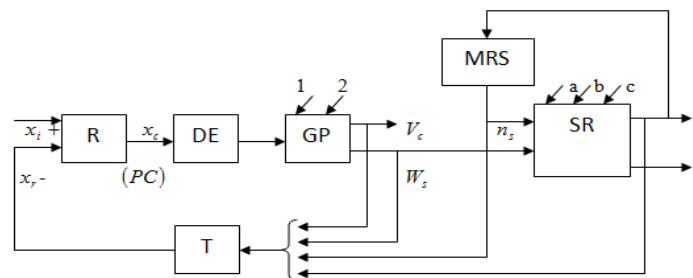 MRS
1 2 a b c
x_i + R x_c DE GP V_c n_s SR
x_r - (PC) W_s
T